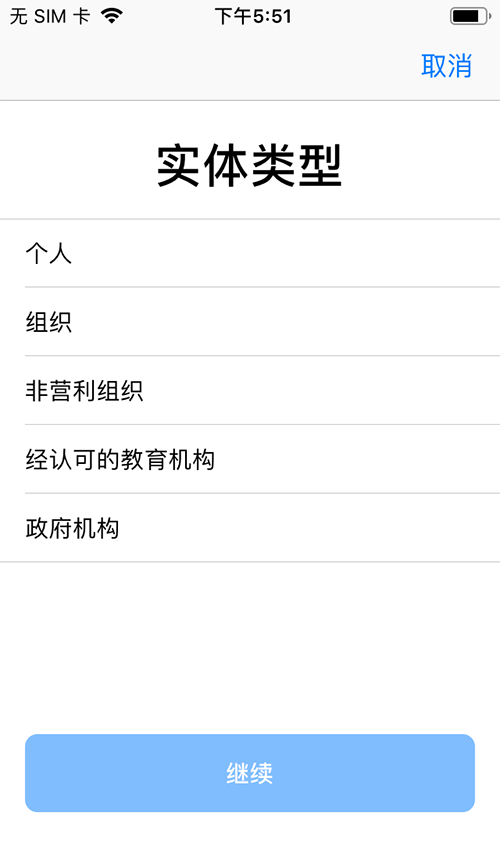 无 SIM 卡 下午5:51
取消
实体类型
个人
组织
非营利组织
经认可的教育机构
政府机构
继续